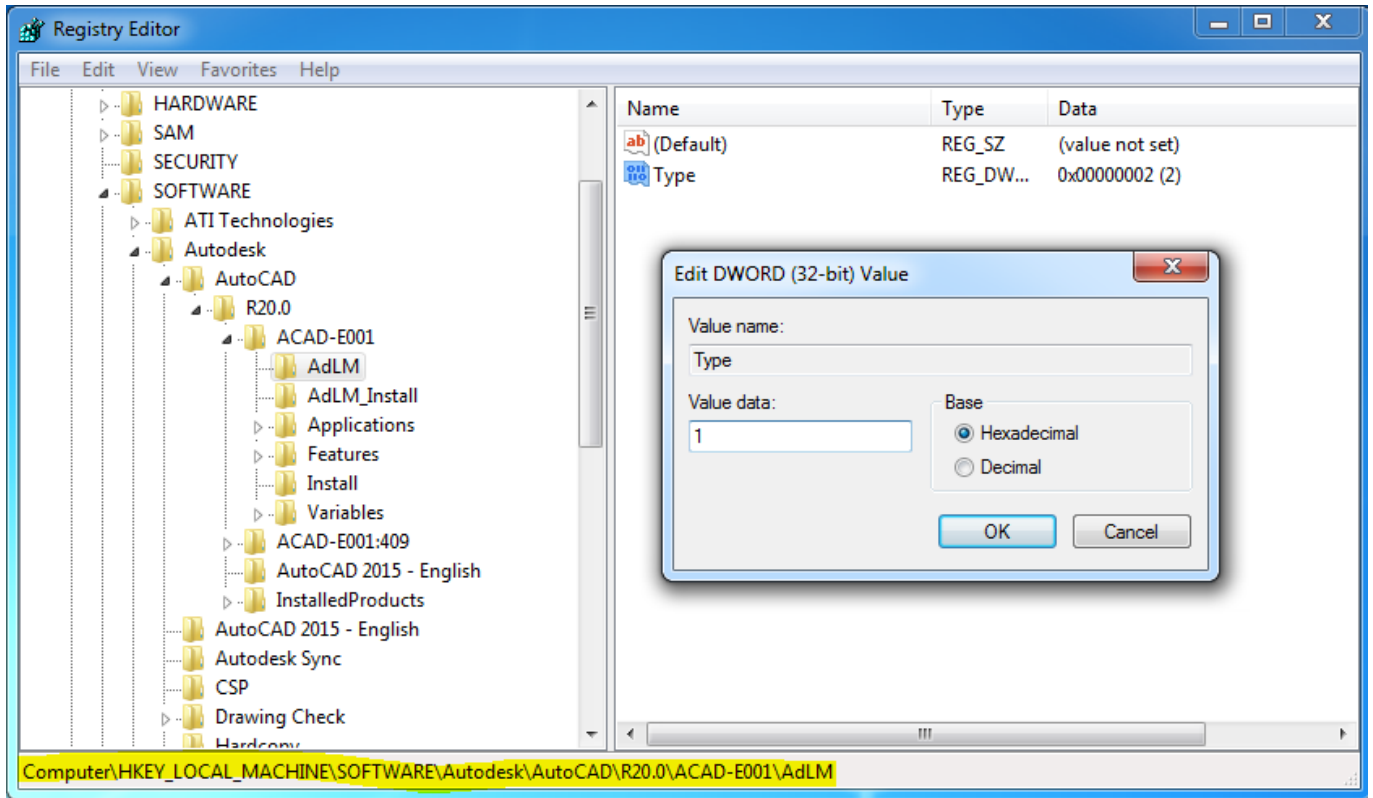 Registry Editor
File Edit View Favorites Help
HARDWARE
SAM
SECURITY
SOFTWARE
ATI Technologies
Autodesk
AutoCAD
R20.0
ACAD-E001
AdLM
AdLM_Install
Applications
Features
Install
Variables
ACAD-E001:409
AutoCAD 2015 - English
InstalledProducts
AutoCAD 2015 - English
Autodesk Sync
CSP
Drawing Check
Hardcopy
Name Type Data
(Default) REG_SZ (value not set)
Type REG_DW... 0x00000002 (2)
Edit DWORD (32-bit) Value
Value name:
Type
Value data:
1
Base
Hexadecimal
Decimal
OK Cancel
Computer\HKEY_LOCAL_MACHINE\SOFTWARE\Autodesk\AutoCAD\R20.0\ACAD-E001\AdLM